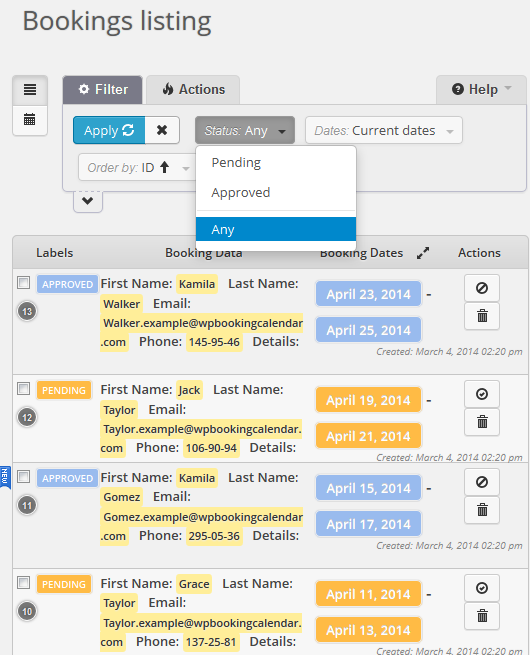 Bookings listing
Filter
Actions
Help
Apply
Status: Any
Dates: Current dates
Order by: ID
Pending
Approved
Any
Labels Booking Data Booking Dates Actions
APPROVED First Name: Kamila Last Name:
13 Walker Email:
Walker.example@wpbookingcalendar
.com Phone: 145-95-46 Details:
April 23, 2014 -
April 25, 2014
Created: March 4, 2014 02:20 pm
PENDING First Name: Jack Last Name:
12 Taylor Email:
Taylor.example@wpbookingcalendar.
com Phone: 106-90-94 Details:
April 19, 2014 -
April 21, 2014
Created: March 4, 2014 02:20 pm
NEW
APPROVED First Name: Kamila Last Name:
11 Gomez Email:
Gomez.example@wpbookingcalendar
.com Phone: 295-05-36 Details:
April 15, 2014 -
April 17, 2014
Created: March 4, 2014 02:20 pm
PENDING First Name: Grace Last Name:
10 Taylor Email:
Taylor.example@wpbookingcalendar.
com Phone: 137-25-81 Details:
April 11, 2014 -
April 13, 2014
Created: March 4, 2014 02:20 pm